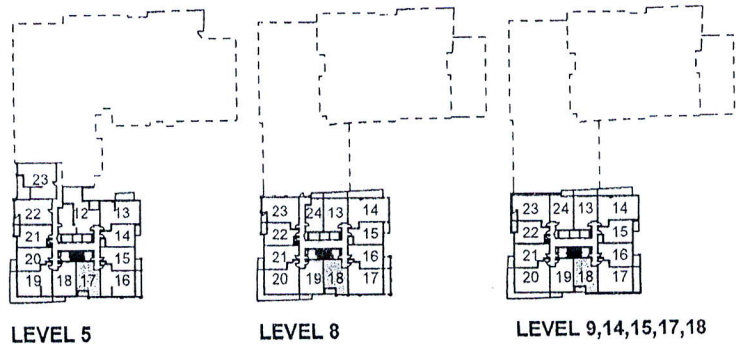 23
22 12 13
21 14
20 15
19 18 17 16
LEVEL 5
23 24 13 14
22 15
21 16
20 19 18 17
LEVEL 8
23 24 13 14
22 15
21 16
20 19 18 17
LEVEL 9,14,15,17,18